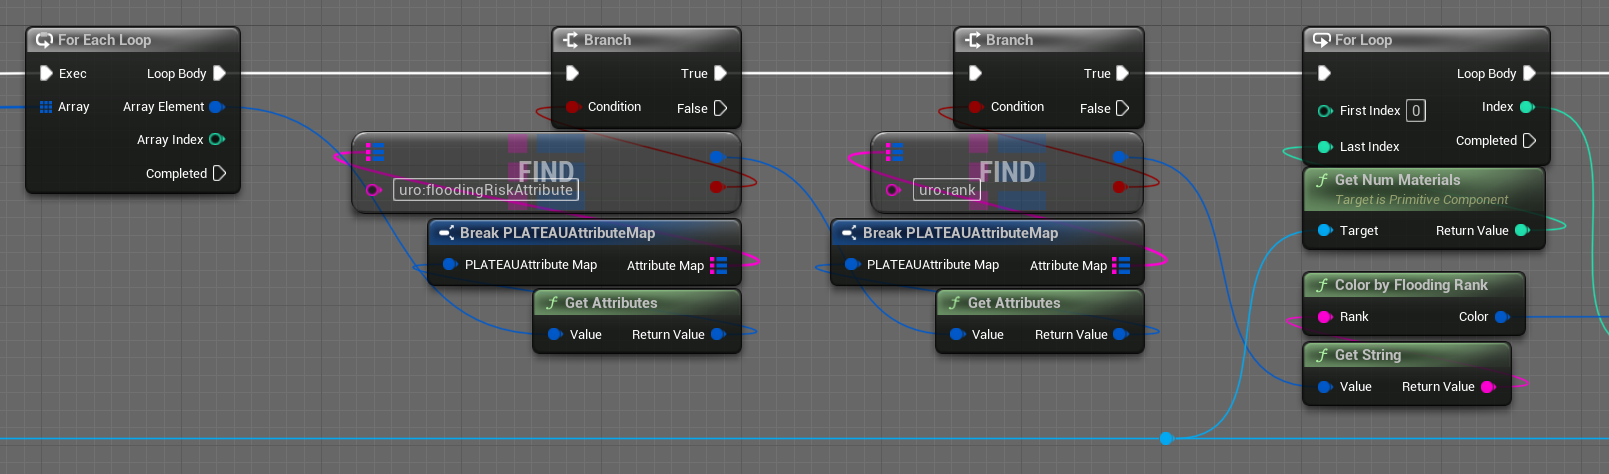 For Each Loop
Exec
Loop Body
Array
Array Element
Array Index
Completed
Branch
True
Condition
False
FIND
uro:floodingRiskAttribute
Break PLATEAUAttributeMap
PLATEAUAttribute Map
Attribute Map
Get Attributes
Value
Return Value
Branch
True
Condition
False
FIND
uro:rank
Break PLATEAUAttributeMap
PLATEAUAttribute Map
Attribute Map
Get Attributes
Value
Return Value
For Loop
Loop Body
First Index 0
Index
Last Index
Completed
Get Num Materials
Target is Primitive Component
Target
Return Value
Color by Flooding Rank
Rank
Color
Get String
Value
Return Value